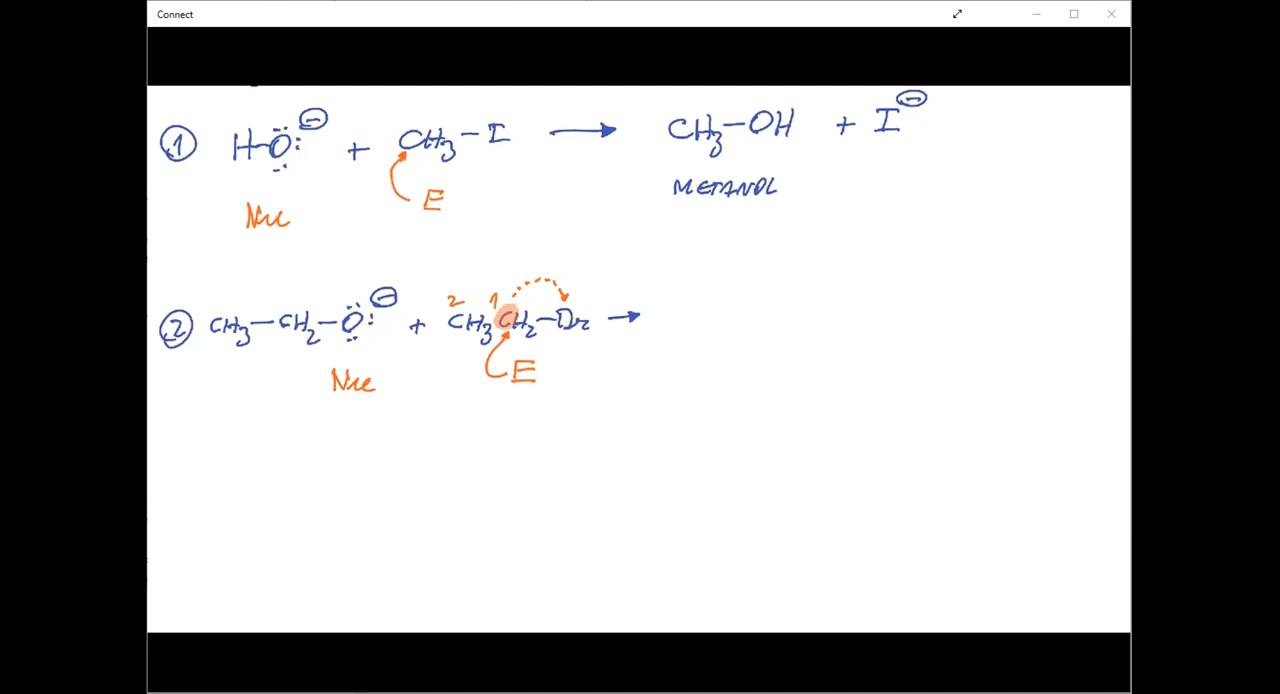 Connect
① H-Ö:⊖ + CH₃-I → CH₃-OH + I⊖
METANOL
E
Nu
2 1
② CH₃-CH₂-Ö:⊖ + CH₃CH₂-Br →
Nu E